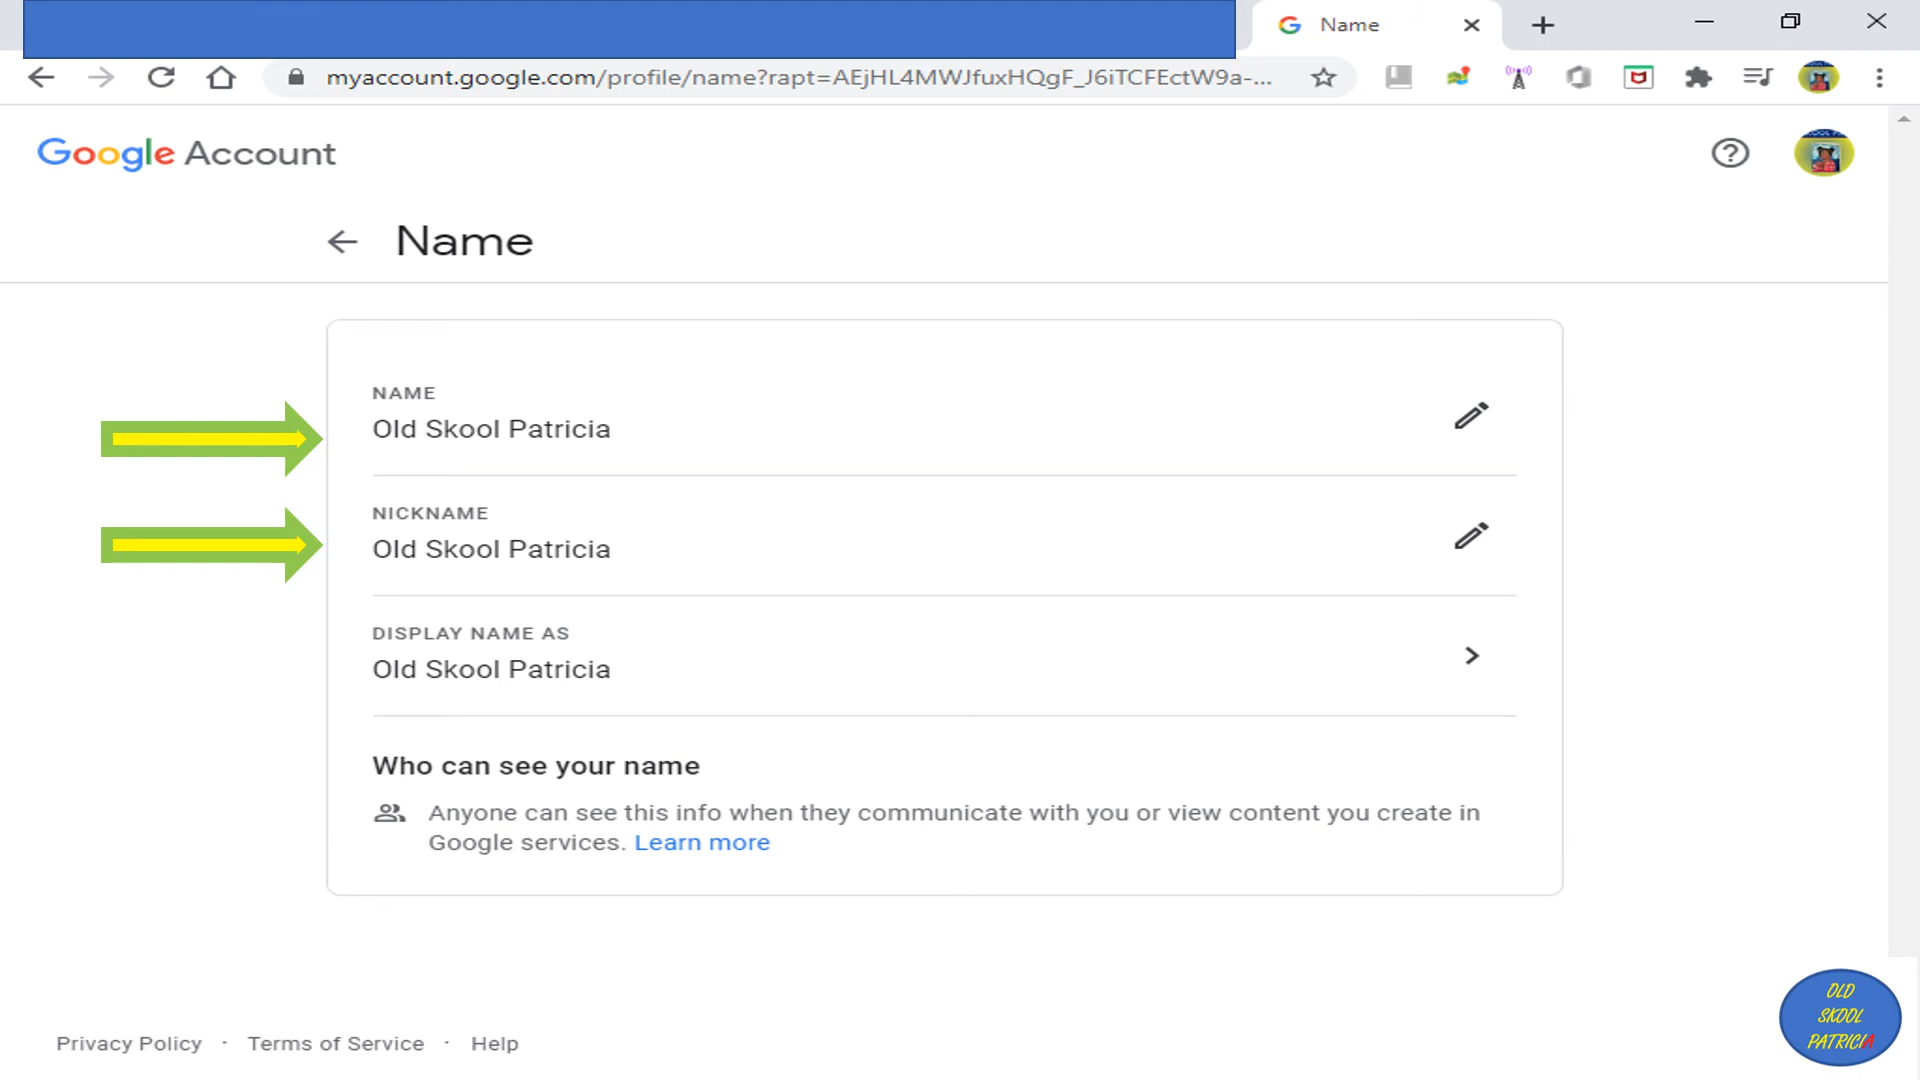 Name
myaccount.google.com/profile/name?rapt=AEjHL4MWJfuxHQgF_J6iTCFEctW9a-...
Google Account
Name
NAME
Old Skool Patricia
NICKNAME
Old Skool Patricia
DISPLAY NAME AS
Old Skool Patricia
Who can see your name
Anyone can see this info when they communicate with you or view content you create in
Google services. Learn more
OLD
SKOOL
PATRICIA
Privacy Policy · Terms of Service · Help